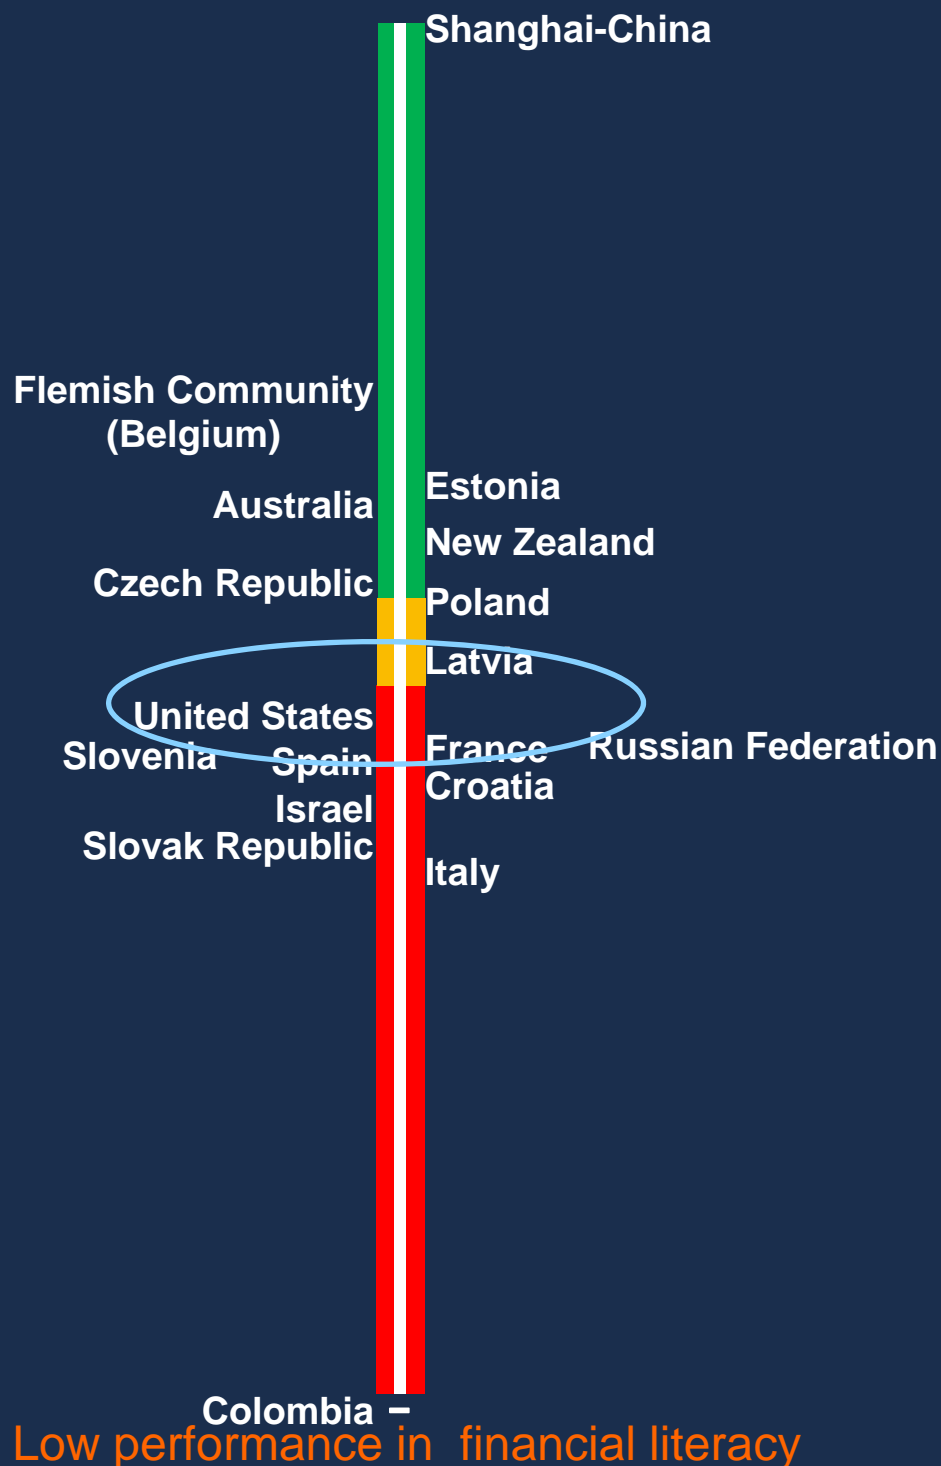 Shanghai-China
Flemish Community
(Belgium)
Estonia
Australia
New Zealand
Czech Republic
Poland
Latvia
United States
France
Russian Federation
Slovenia
Spain
Croatia
Israel
Slovak Republic
Italy
Colombia
Low performance in  financial literacy